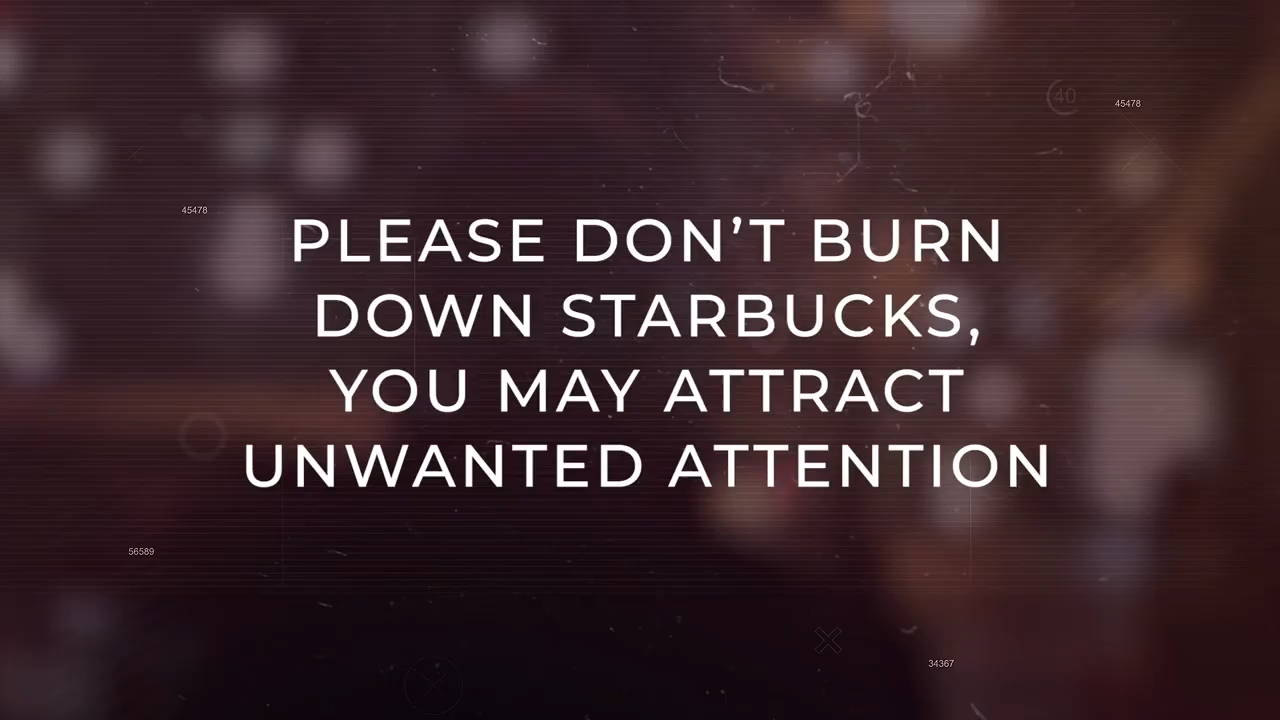 40
45478
45478
PLEASE DON’T BURN
DOWN STARBUCKS,
YOU MAY ATTRACT
UNWANTED ATTENTION
56589
34367